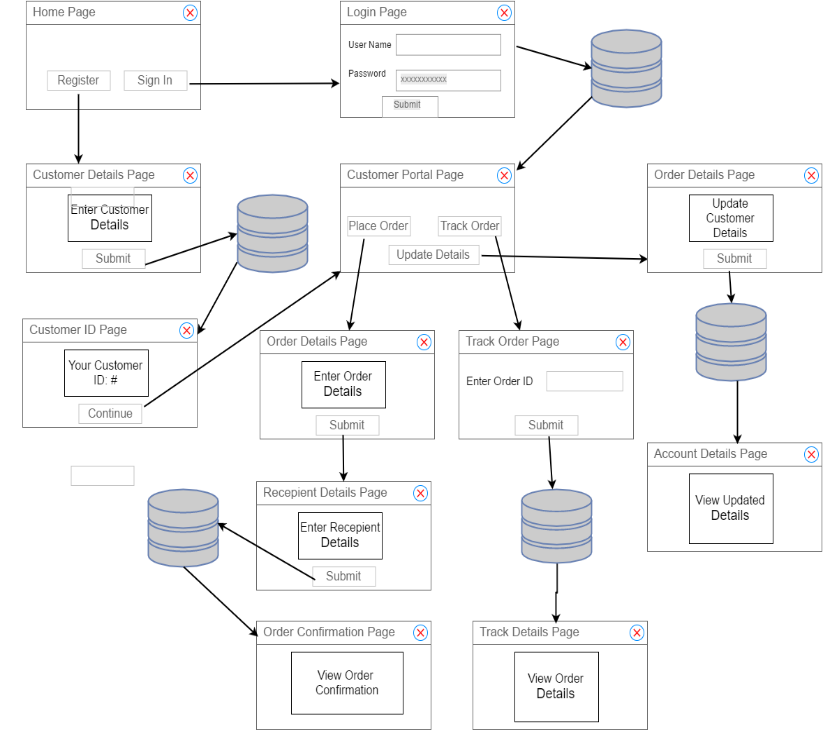 Home Page
Register
Sign In
Login Page
User Name
Password
xxxxxxxxxxx
Submit
Customer Details Page
Enter Customer
Details
Submit
Customer Portal Page
Place Order
Track Order
Update Details
Order Details Page
Update
Customer
Details
Submit
Customer ID Page
Your Customer
ID: #
Continue
Order Details Page
Enter Order
Details
Submit
Track Order Page
Enter Order ID
Submit
Account Details Page
View Updated
Details
Recepient Details Page
Enter Recepient
Details
Submit
Order Confirmation Page
View Order
Confirmation
Track Details Page
View Order
Details